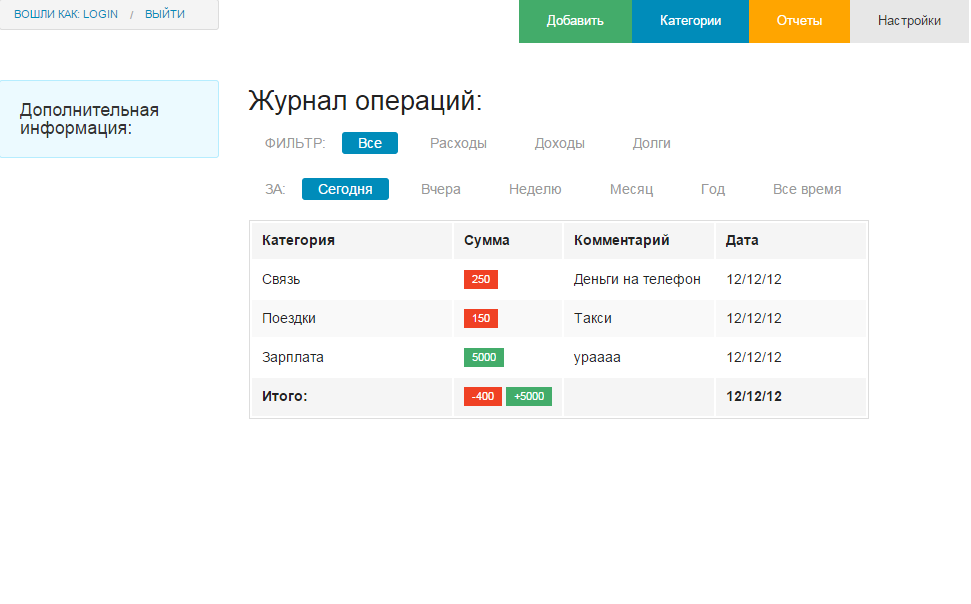 ВОШЛИ КАК: LOGIN / ВЫЙТИ
Добавить Категории Отчеты Настройки
Дополнительная
информация:
Журнал операций:
ФИЛЬТР: Все Расходы Доходы Долги
ЗА: Сегодня Вчера Неделю Месяц Год Все время
Категория Сумма Комментарий Дата
Связь 250 Деньги на телефон 12/12/12
Поездки 150 Такси 12/12/12
Зарплата 5000 ураааа 12/12/12
Итого: -400 +5000 12/12/12